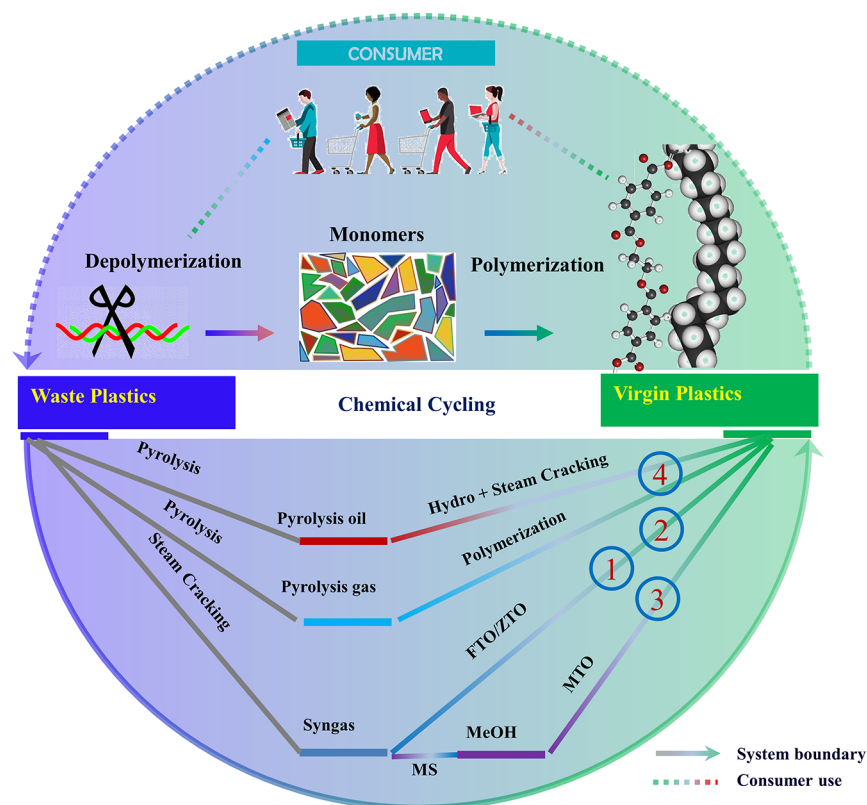 CONSUMER
Monomers
Depolymerization
Polymerization
Waste Plastics
Chemical Cycling
Virgin Plastics
Pyrolysis
Pyrolysis oil
Hydro + Steam Cracking
4
Pyrolysis
Pyrolysis gas
Polymerization
2
Steam Cracking
1
FTO/ZTO
3
MTO
Syngas
MeOH
MS
System boundary
Consumer use